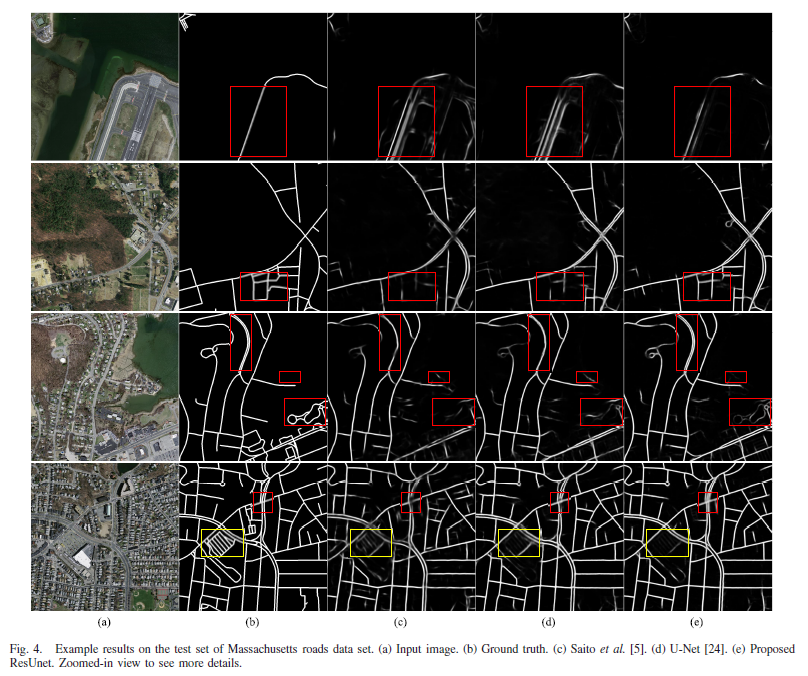 (a) (b) (c) (d) (e)
Fig. 4. Example results on the test set of Massachusetts roads data set. (a) Input image. (b) Ground truth. (c) Saito et al. [5]. (d) U-Net [24]. (e) Proposed
ResUnet. Zoomed-in view to see more details.